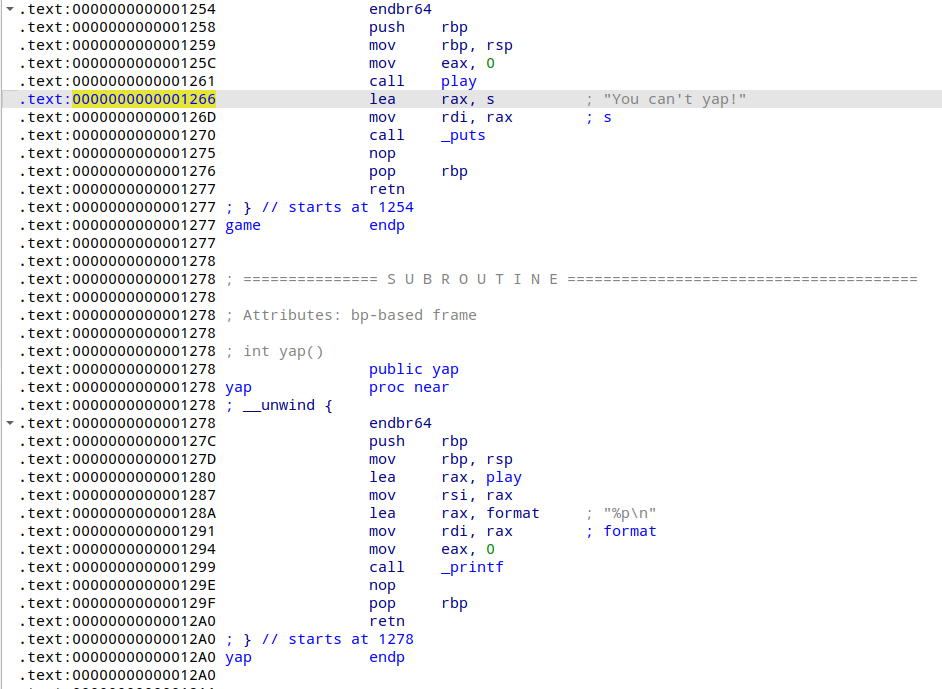 .text:0000000000001254 endbr64
.text:0000000000001258 push rbp
.text:0000000000001259 mov rbp, rsp
.text:000000000000125C mov eax, 0
.text:0000000000001261 call play
.text:0000000000001266 lea rax, s ; "You can't yap!"
.text:000000000000126D mov rdi, rax ; s
.text:0000000000001270 call _puts
.text:0000000000001275 nop
.text:0000000000001276 pop rbp
.text:0000000000001277 retn
.text:0000000000001277 ; } // starts at 1254
.text:0000000000001277 game endp
.text:0000000000001277
.text:0000000000001278
.text:0000000000001278 ; =============== S U B R O U T I N E =======================================
.text:0000000000001278
.text:0000000000001278 ; Attributes: bp-based frame
.text:0000000000001278
.text:0000000000001278 ; int yap()
.text:0000000000001278 public yap
.text:0000000000001278 yap proc near
.text:0000000000001278 ; __unwind {
.text:0000000000001278 endbr64
.text:000000000000127C push rbp
.text:000000000000127D mov rbp, rsp
.text:0000000000001280 lea rax, play
.text:0000000000001287 mov rsi, rax
.text:000000000000128A lea rax, format ; "%p\n"
.text:0000000000001291 mov rdi, rax ; format
.text:0000000000001294 mov eax, 0
.text:0000000000001299 call _printf
.text:000000000000129E nop
.text:000000000000129F pop rbp
.text:00000000000012A0 retn
.text:00000000000012A0 ; } // starts at 1278
.text:00000000000012A0 yap endp
.text:00000000000012A0